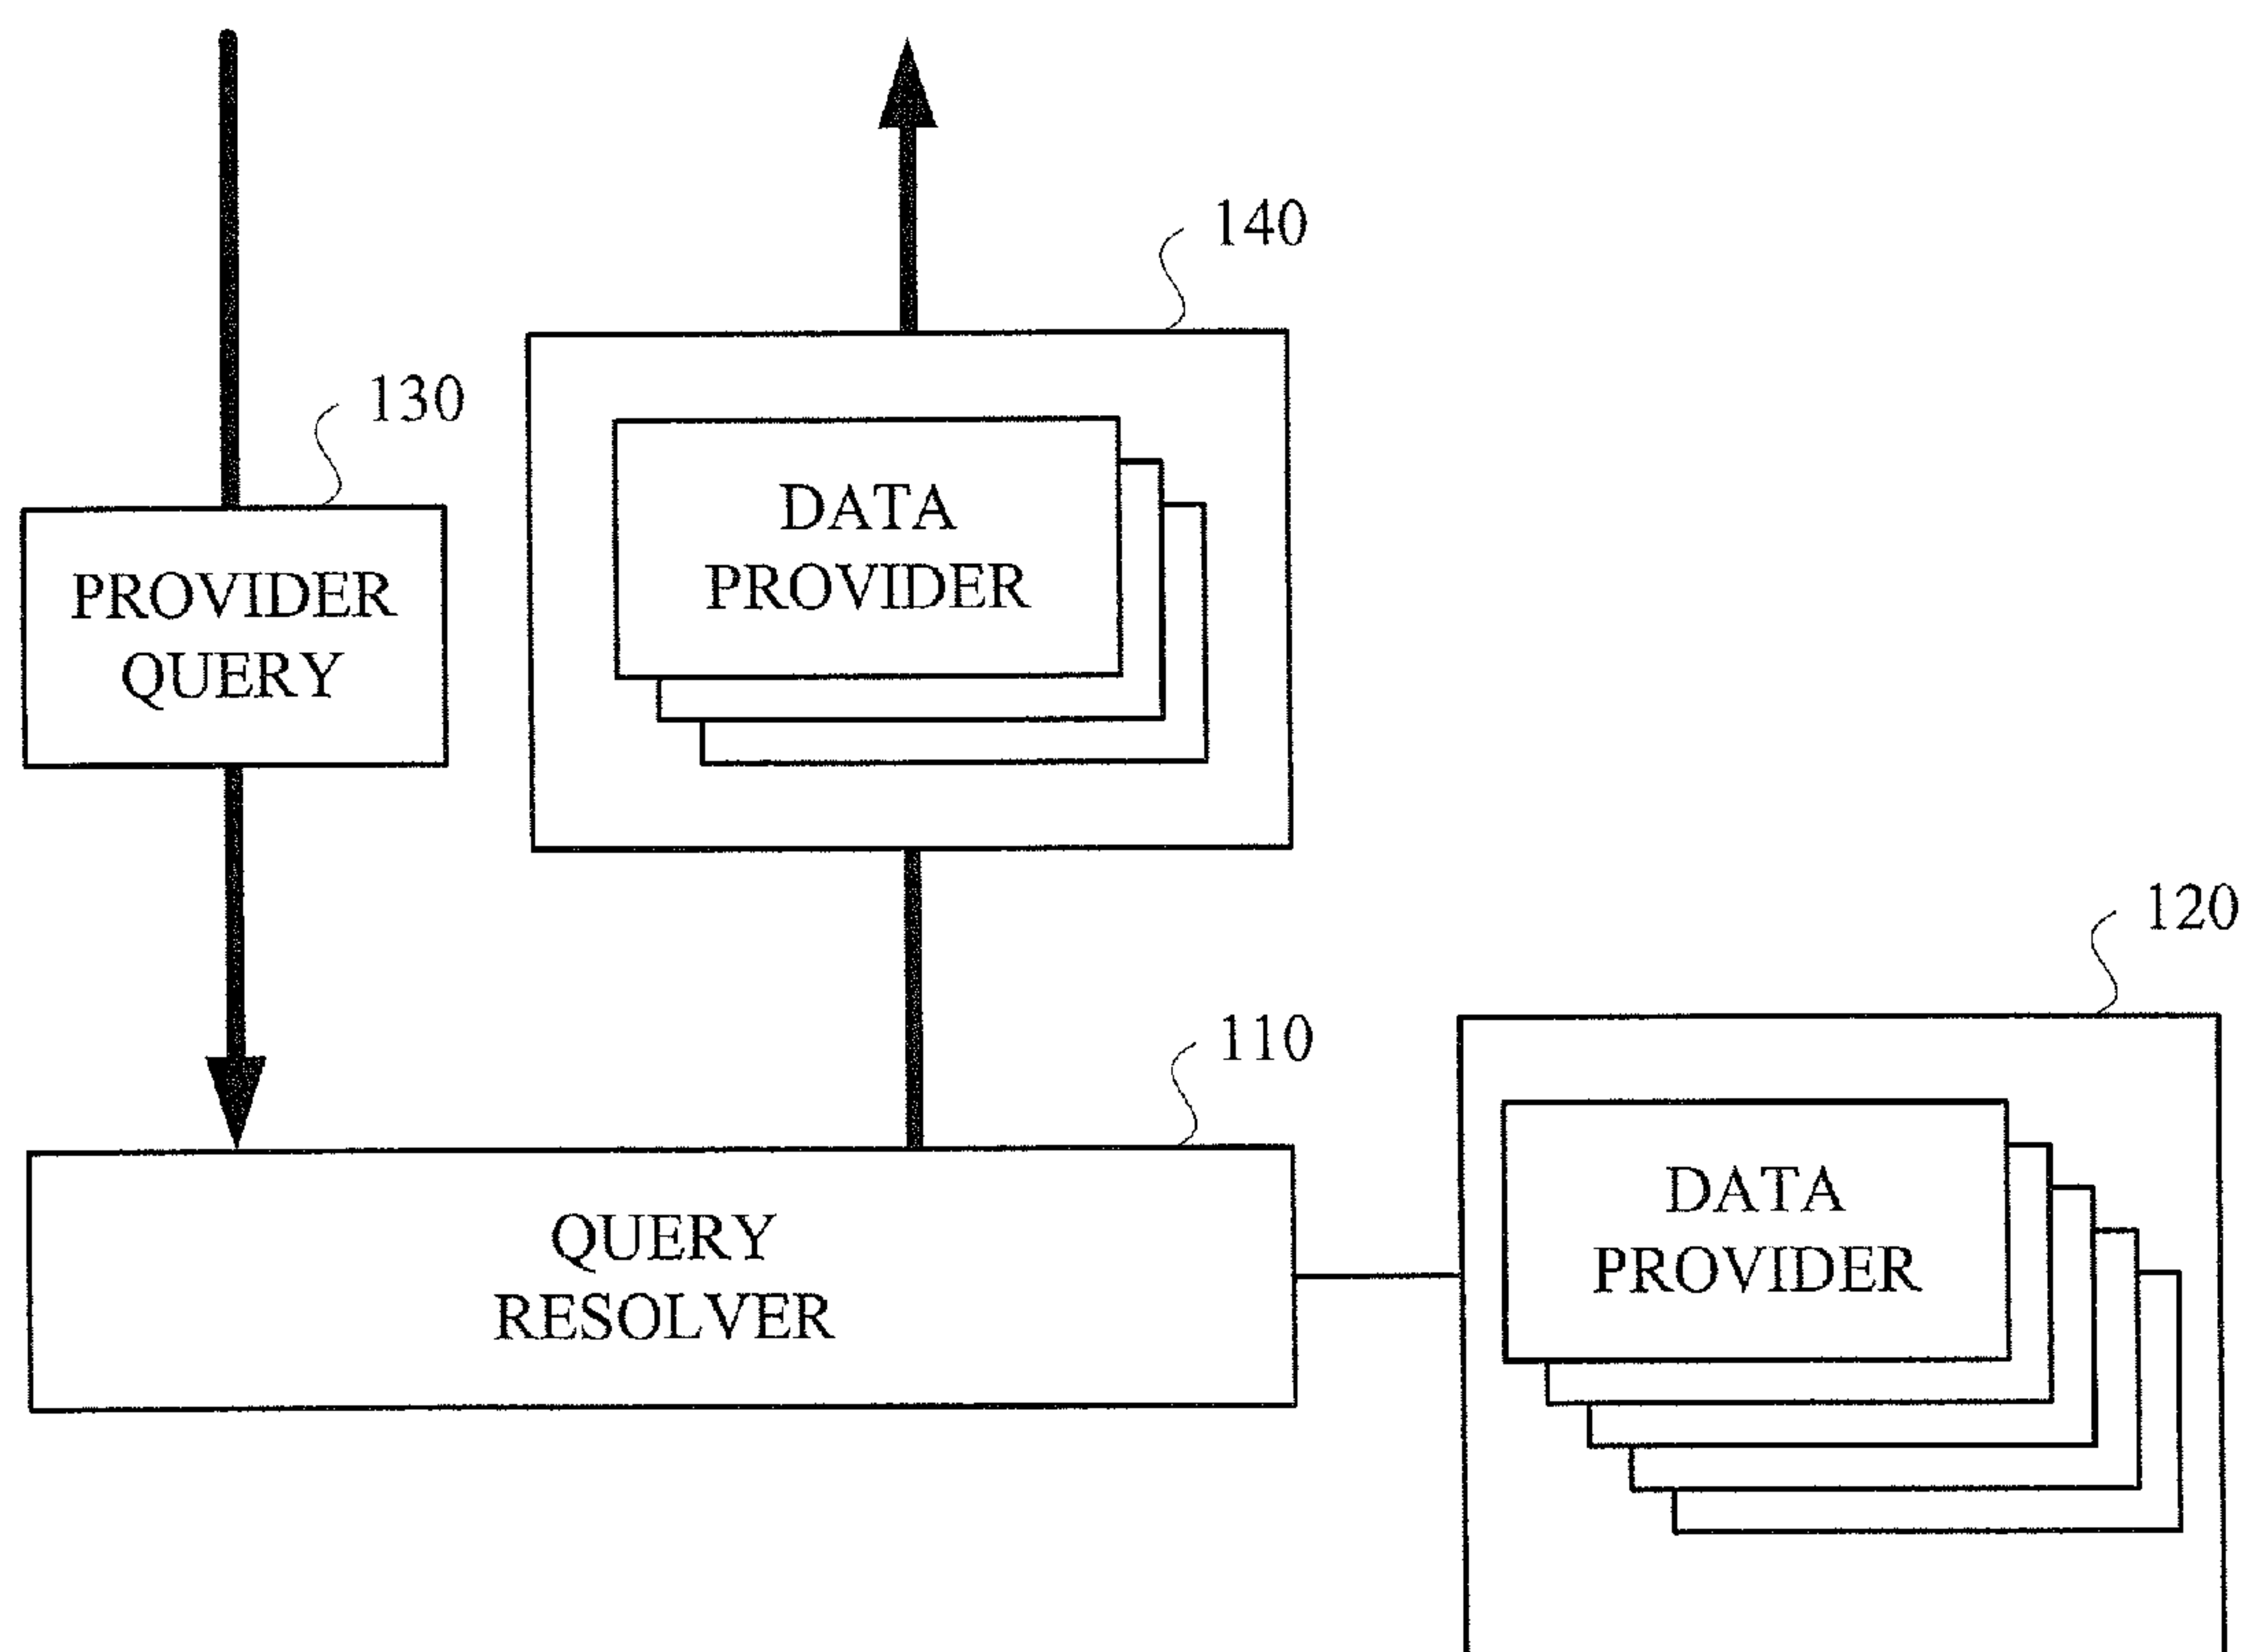 140
130
DATA
PROVIDER
PROVIDER
QUERY
120
110
DATA
PROVIDER
QUERY
RESOLVER